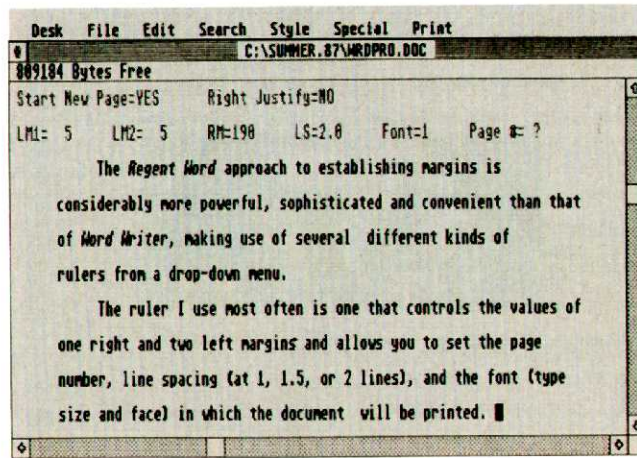 Desk File Edit Search Style Special Print
C:\SUMMER.87\WRDPRO.DOC
809184 Bytes Free
Start New Page=YES Right Justify=NO
LM1= 5 LM2= 5 RM=190 LS=2.0 Font=1 Page #= ?
The Regent Word approach to establishing margins is
considerably more powerful, sophisticated and convenient than that
of Word Writer, making use of several different kinds of
rulers from a drop-down menu.
The ruler I use most often is one that controls the values of
one right and two left margins and allows you to set the page
number, line spacing (at 1, 1.5, or 2 lines), and the font (type
size and face) in which the document will be printed.